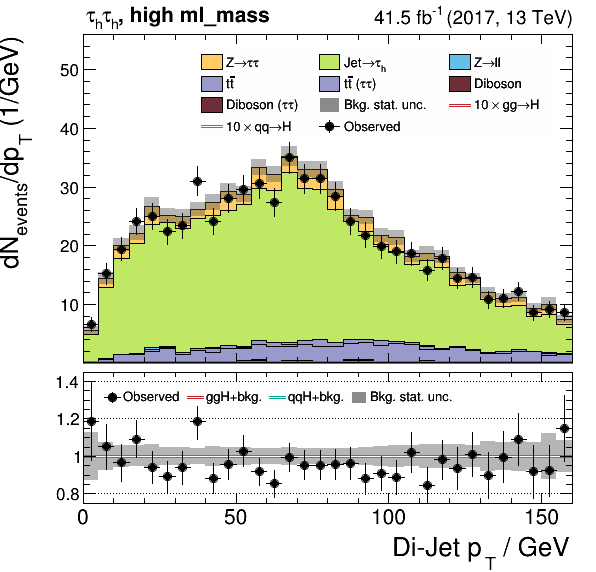 τhτh, high ml_mass 41.5 fb⁻¹ (2017, 13 TeV)
dNevents/dpT (1/GeV)
50
40
30
20
10
Z→ττ Jet→τh Z→ll
tt̄ tt̄ (ττ) Diboson
Diboson (ττ) Bkg. stat. unc. 10 × gg→H
10 × qq→H Observed
1.4
1.2
1
0.8
Observed ggH+bkg. qqH+bkg. Bkg. stat. unc.
0 50 100 150
Di-Jet pT / GeV